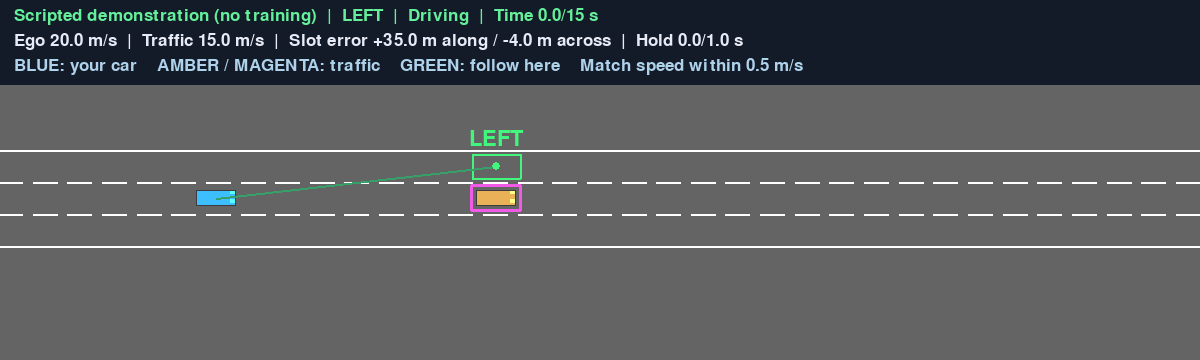 Scripted demonstration (no training) | LEFT | Driving | Time 0.0/15 s
Ego 20.0 m/s | Traffic 15.0 m/s | Slot error +35.0 m along / -4.0 m across | Hold 0.0/1.0 s
BLUE: your car AMBER / MAGENTA: traffic GREEN: follow here Match speed within 0.5 m/s
LEFT